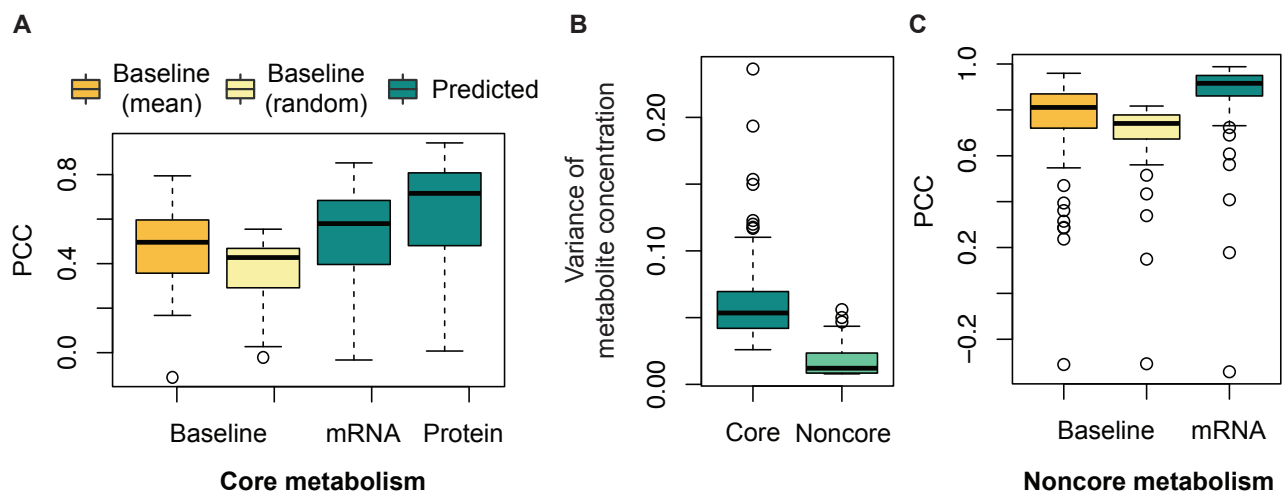 A
Baseline
(mean)
Baseline
(random)
Predicted
PCC
0.8
0.4
0.0
Baseline
mRNA
Protein
Core metabolism
B
Variance of
metabolite concentration
0.20
0.10
0.00
Core
Noncore
C
PCC
1.0
0.6
0.2
−0.2
Baseline
mRNA
Noncore metabolism